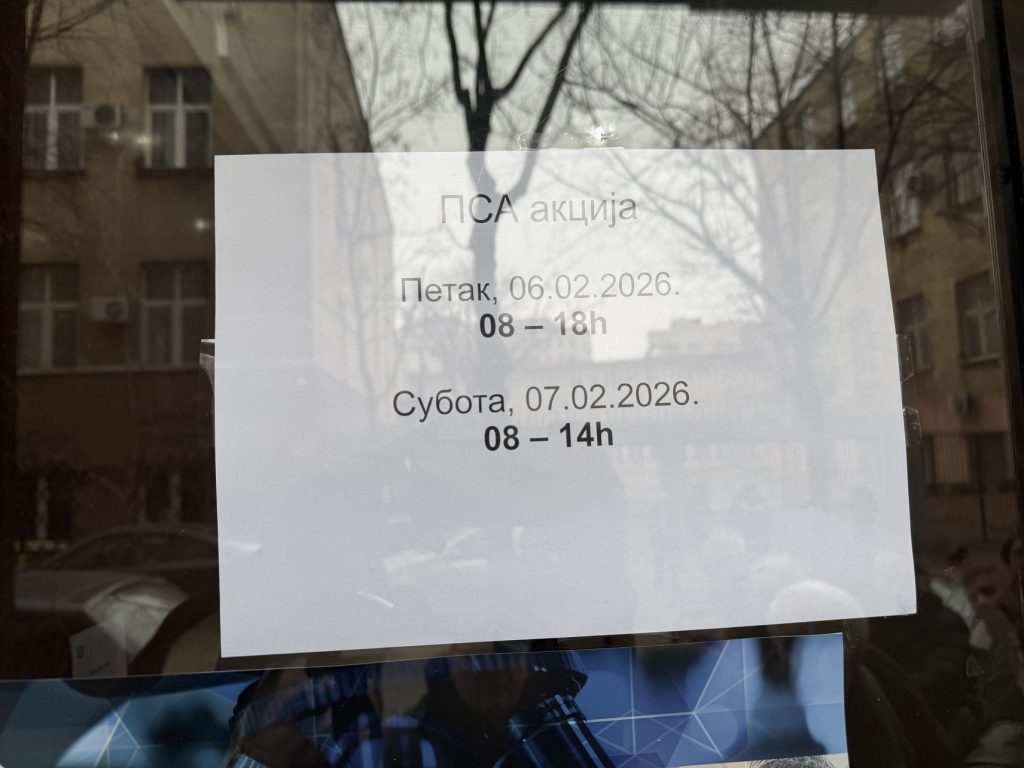 ПСА акција
Петак, 06.02.2026.
08 – 18h
Субота, 07.02.2026.
08 – 14h